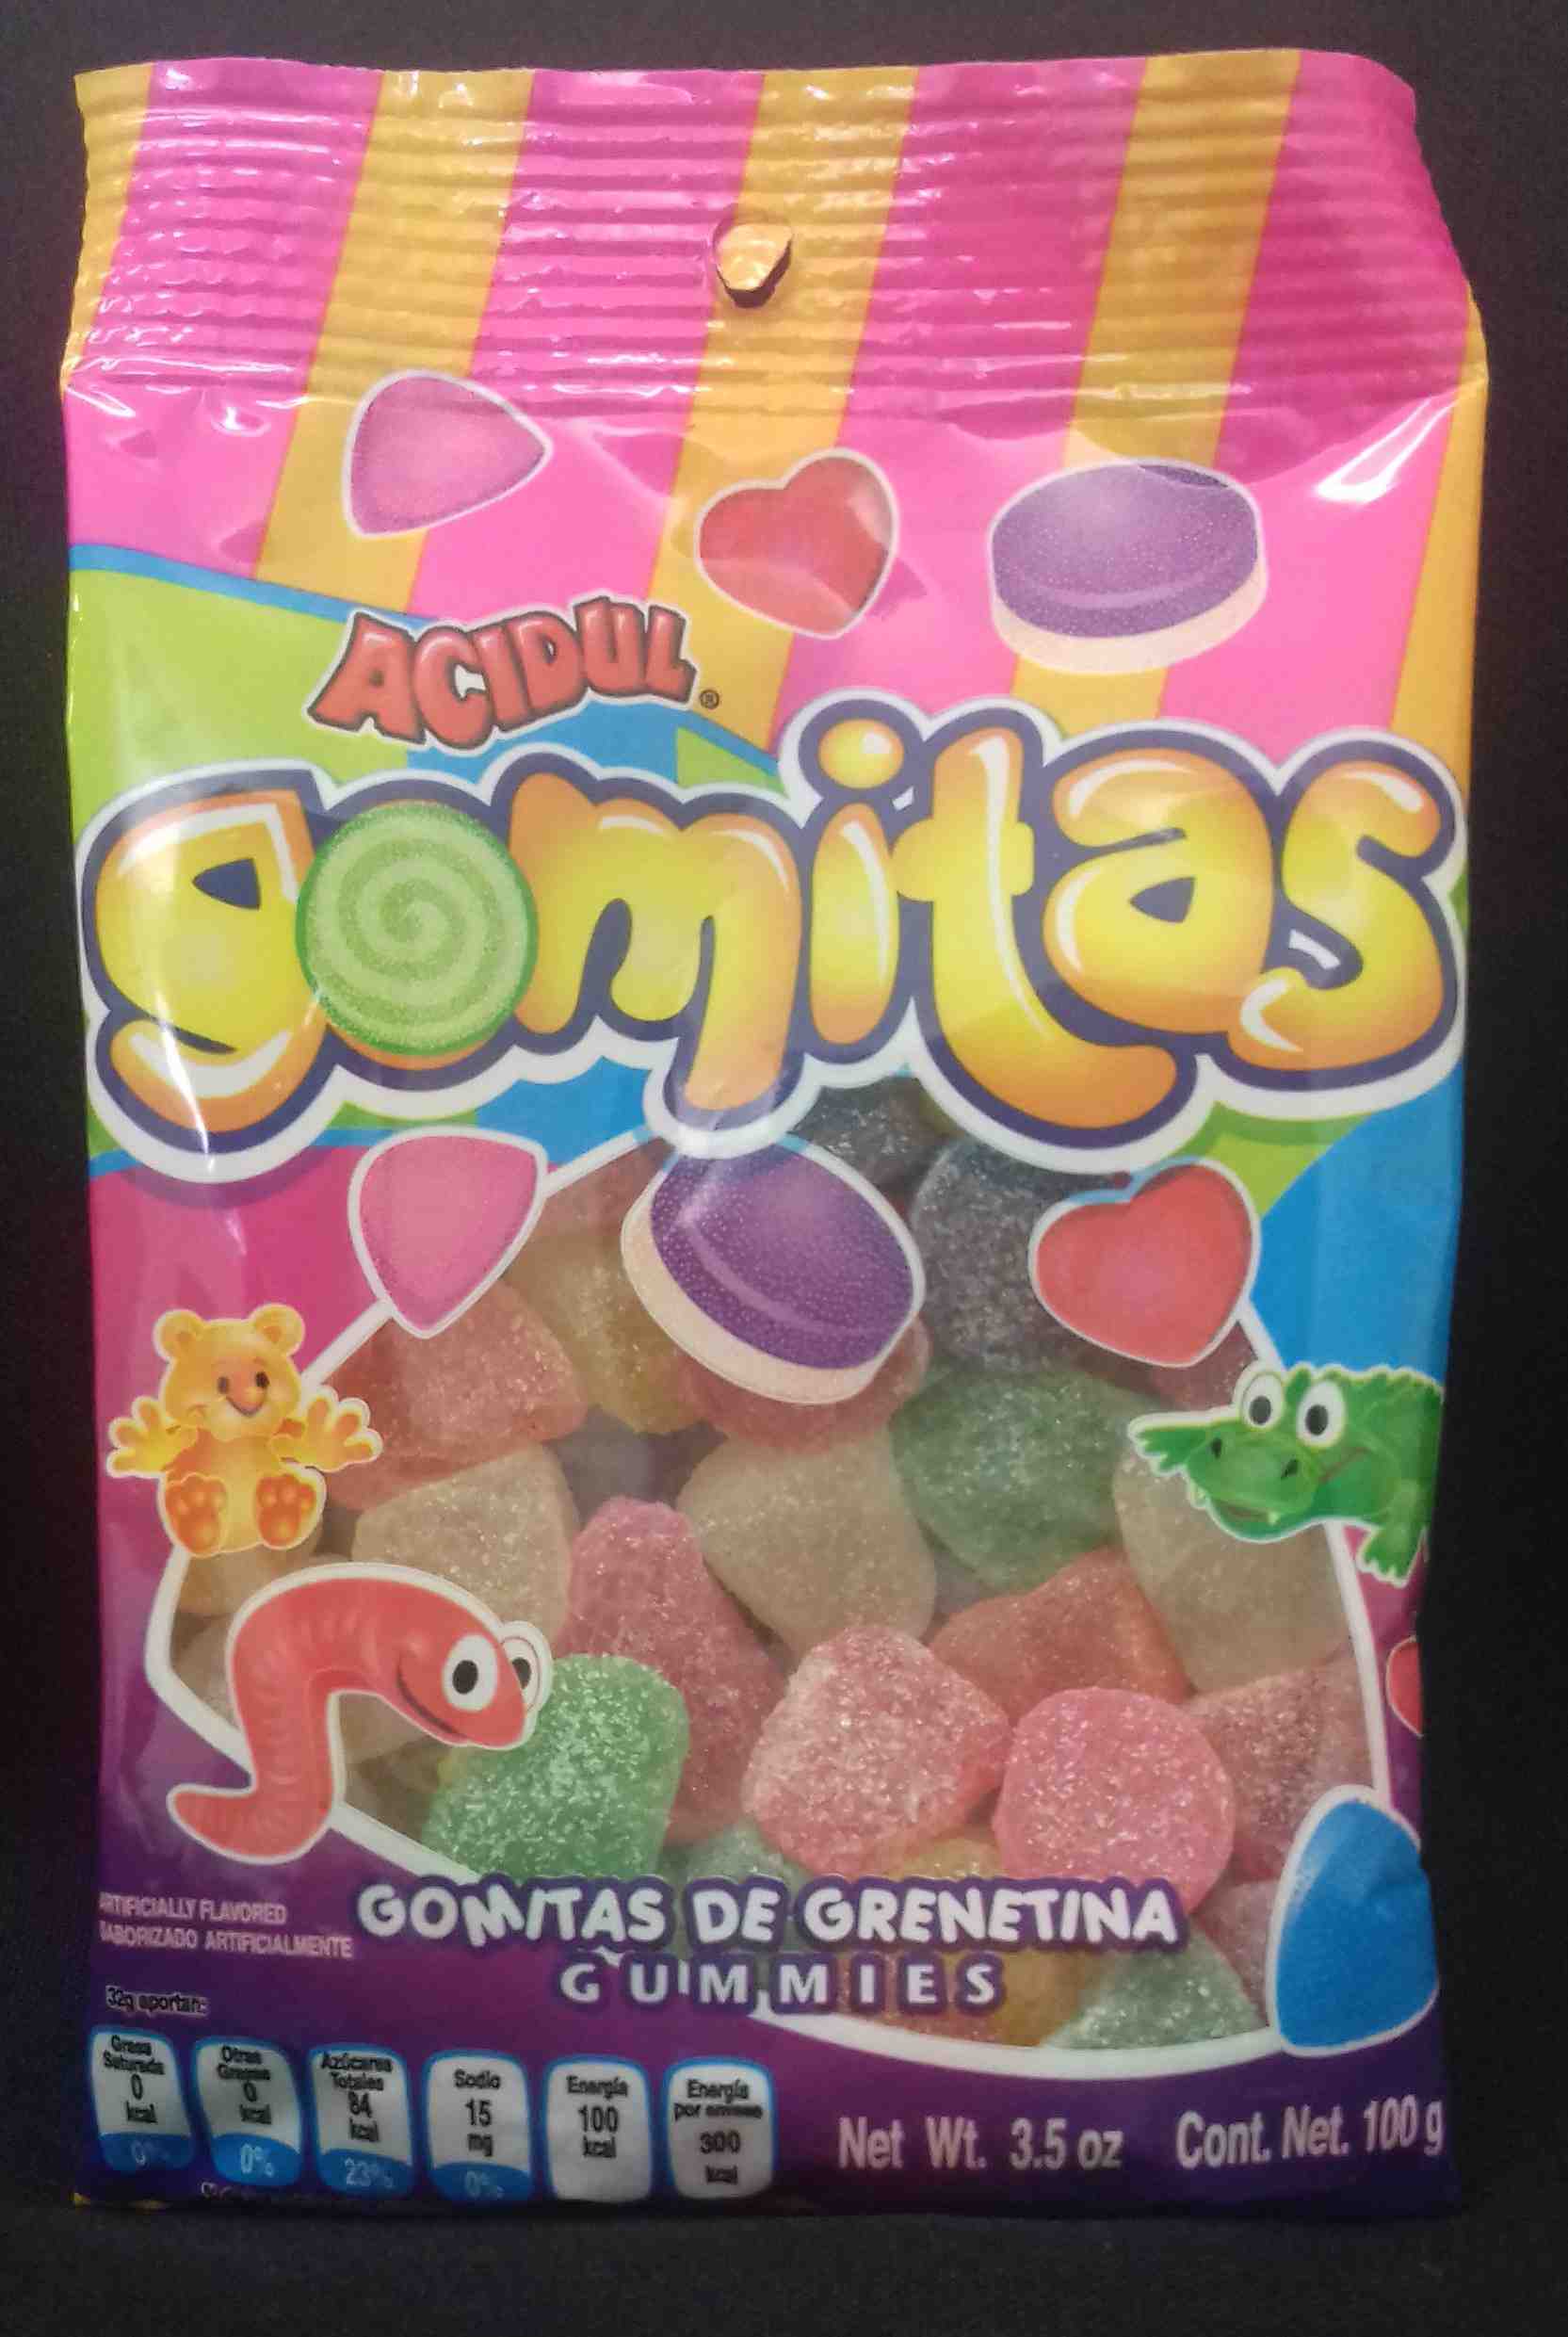 ACIDUL®
gomitas
ARTIFICIALLY FLAVORED
SABORIZADO ARTIFICIALMENTE
GOMITAS DE GRENETINA
GUMMIES
32g aportan:
Grasa Saturada 0 kcal 0%
Otras Grasas 0 kcal 0%
Azúcares Totales 84 kcal 23%
Sodio 15 mg 0%
Energía 100 kcal
Energía por envase 300 kcal
Net Wt. 3.5 oz Cont. Net. 100 g